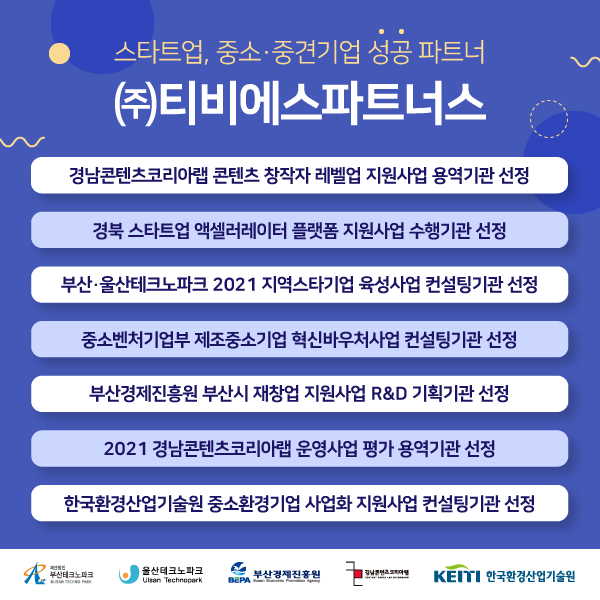 스타트업, 중소·중견기업 성공 파트너
㈜티비에스파트너스
경남콘텐츠코리아랩 콘텐츠 창작자 레벨업 지원사업 용역기관 선정
경북 스타트업 액셀러레이터 플랫폼 지원사업 수행기관 선정
부산·울산테크노파크 2021 지역스타기업 육성사업 컨설팅기관 선정
중소벤처기업부 제조중소기업 혁신바우처사업 컨설팅기관 선정
부산경제진흥원 부산시 재창업 지원사업 R&D 기획기관 선정
2021 경남콘텐츠코리아랩 운영사업 평가 용역기관 선정
한국환경산업기술원 중소환경기업 사업화 지원사업 컨설팅기관 선정
재단법인
부산테크노파크
BUSAN TECHNO PARK
울산테크노파크
Ulsan Technopark
BEPA 부산경제진흥원
Busan Economic Promotion Agency
경남콘텐츠코리아랩
KEITI 한국환경산업기술원